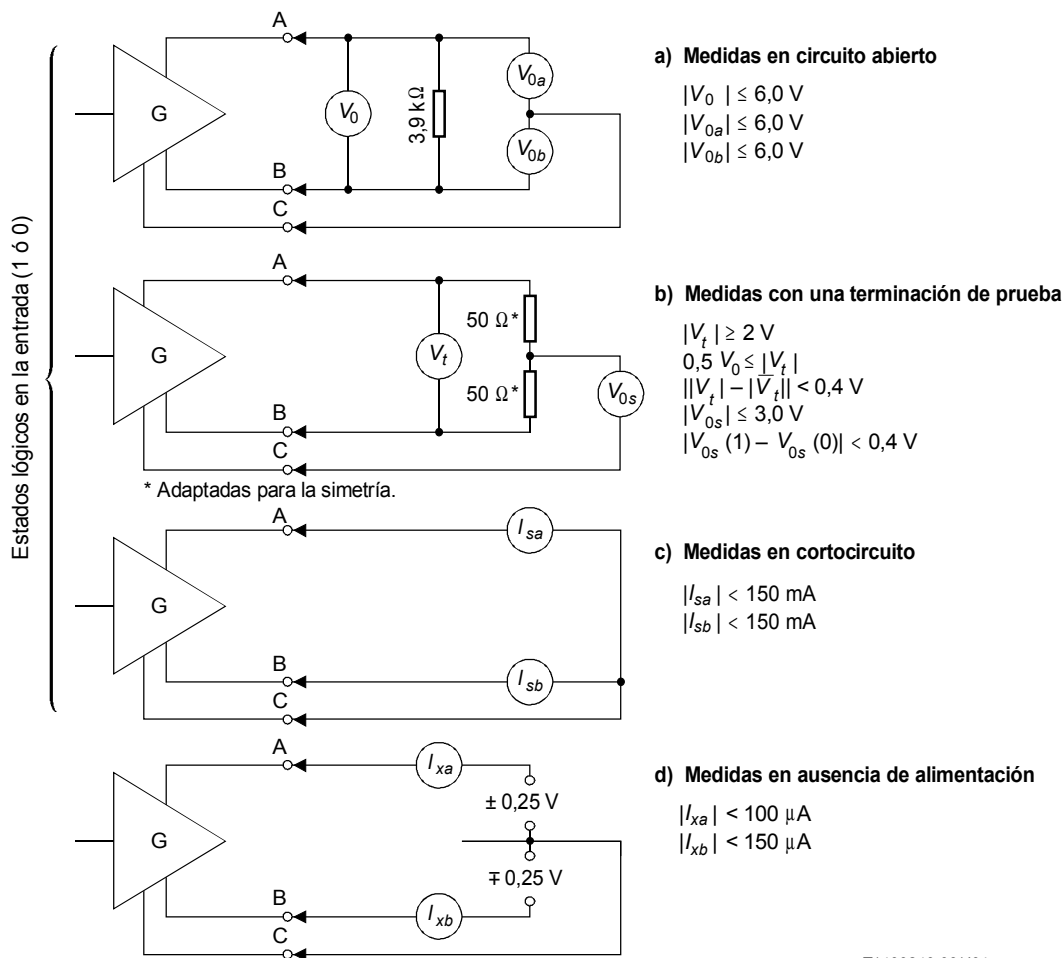 Estados lógicos en la entrada (1 ó 0)
A
G
V0
3,9 kΩ
V0a
V0b
B
C
a) Medidas en circuito abierto
|V0 | ≤ 6,0 V
|V0a| ≤ 6,0 V
|V0b| ≤ 6,0 V
A
G
Vt
50 Ω*
50 Ω*
V0s
B
C
* Adaptadas para la simetría.
b) Medidas con una terminación de prueba
|Vt | ≥ 2 V
0,5 V0 ≤ |Vt |
||Vt | – |V̅t|| < 0,4 V
|V0s| ≤ 3,0 V
|V0s (1) – V0s (0)| < 0,4 V
A
G
Isa
B
Isb
C
c) Medidas en cortocircuito
|Isa | < 150 mA
|Isb | < 150 mA
A
G
Ixa
± 0,25 V
∓ 0,25 V
B
Ixb
C
d) Medidas en ausencia de alimentación
|Ixa | < 100 μA
|Ixb | < 150 μA